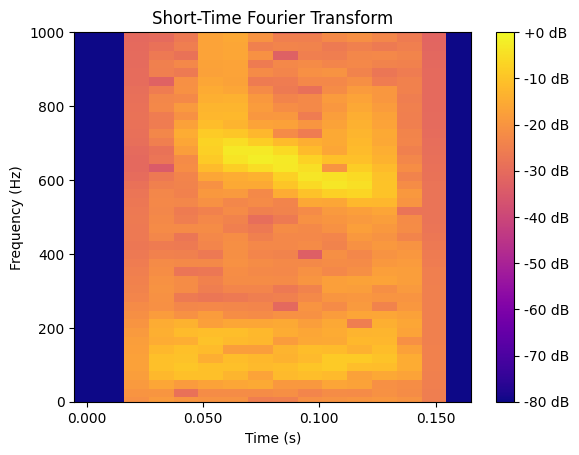 Short-Time Fourier Transform
1000
800
600
400
200
0
Frequency (Hz)
0.000
0.050
0.100
0.150
Time (s)
+0 dB
-10 dB
-20 dB
-30 dB
-40 dB
-50 dB
-60 dB
-70 dB
-80 dB